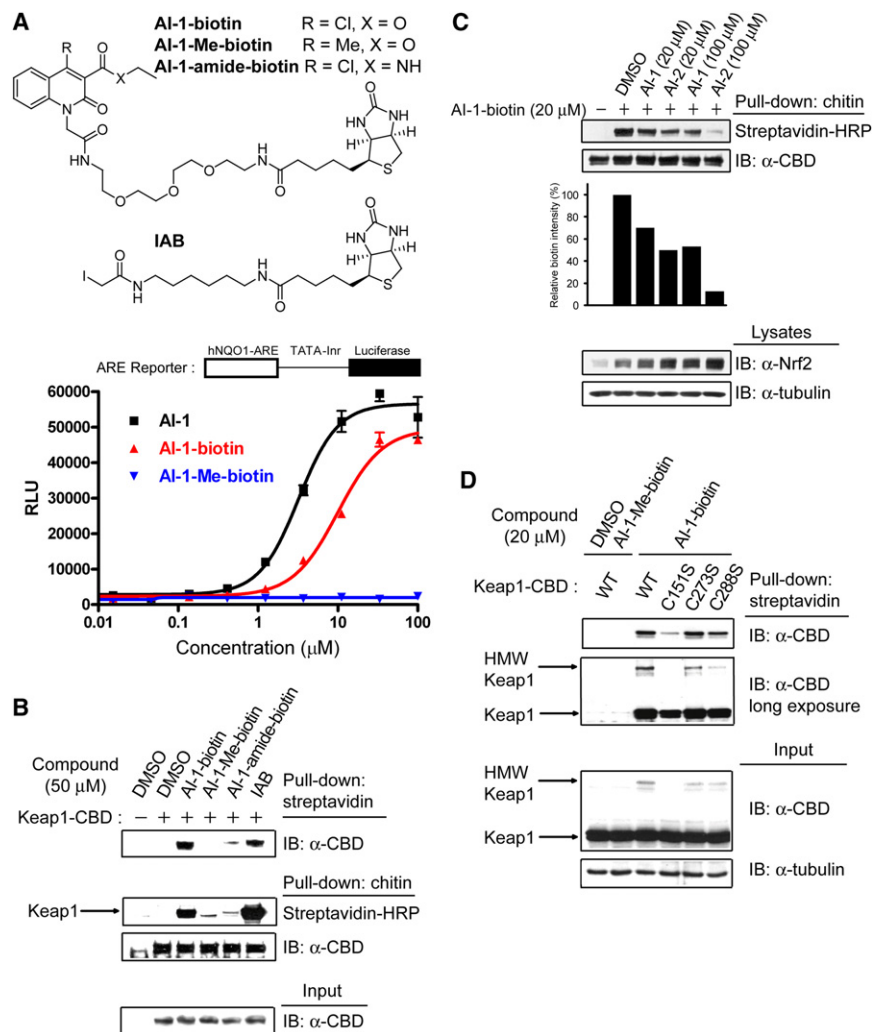 A
AI-1-biotin R = Cl, X = O
AI-1-Me-biotin R = Me, X = O
AI-1-amide-biotin R = Cl, X = NH
R
O
X
N
O
O
HN
O
O
O
H
N
O
O
HN
NH
H
H
S
IAB
I
O
N
H
H
N
O
O
HN
NH
H
H
S
ARE Reporter :
hNQO1-ARE
TATA-Inr
Luciferase
60000
50000
40000
30000
20000
10000
0
RLU
AI-1
AI-1-biotin
AI-1-Me-biotin
0.01
0.1
1
10
100
Concentration (μM)
B
Compound
(50 μM)
DMSO
DMSO
AI-1-biotin
AI-1-Me-biotin
AI-1-amide-biotin
IAB
Keap1-CBD : − + + + + +
Pull-down:
streptavidin
IB: α-CBD
Pull-down: chitin
Keap1
Streptavidin-HRP
IB: α-CBD
Input
IB: α-CBD
C
DMSO
AI-1 (20 μM)
AI-2 (20 μM)
AI-1 (100 μM)
AI-2 (100 μM)
AI-1-biotin (20 μM) − + + + + +
Pull-down: chitin
Streptavidin-HRP
IB: α-CBD
Relative biotin intensity (%)
100
80
60
40
20
0
Lysates
IB: α-Nrf2
IB: α-tubulin
D
Compound
(20 μM)
DMSO
AI-1-Me-biotin
AI-1-biotin
Keap1-CBD :
WT
WT
C151S
C273S
C288S
Pull-down:
streptavidin
IB: α-CBD
HMW
Keap1
Keap1
IB: α-CBD
long exposure
Input
HMW
Keap1
Keap1
IB: α-CBD
IB: α-tubulin